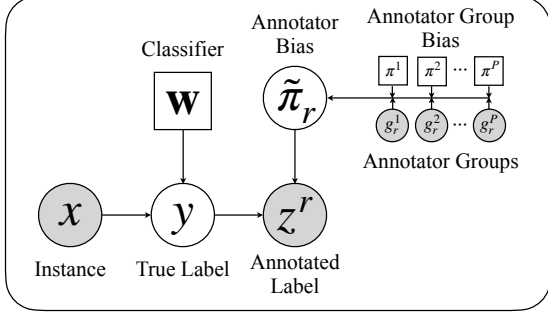 Annotator Group
Bias
Annotator
Bias
Classifier
π¹ π² ··· πᴾ
w
π̃ᵣ
gᵣ¹ gᵣ² ··· gᵣᴾ
Annotator Groups
x
y
zʳ
Instance
True Label
Annotated
Label